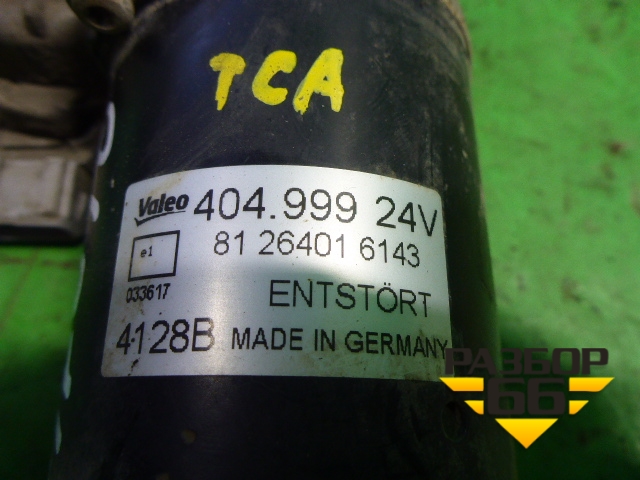 TCA
Valeo 404.999 24V
81 26401 6143
e1
033617
ENTSTÖRT
4128B MADE IN GERMANY
РАЗБОР
66